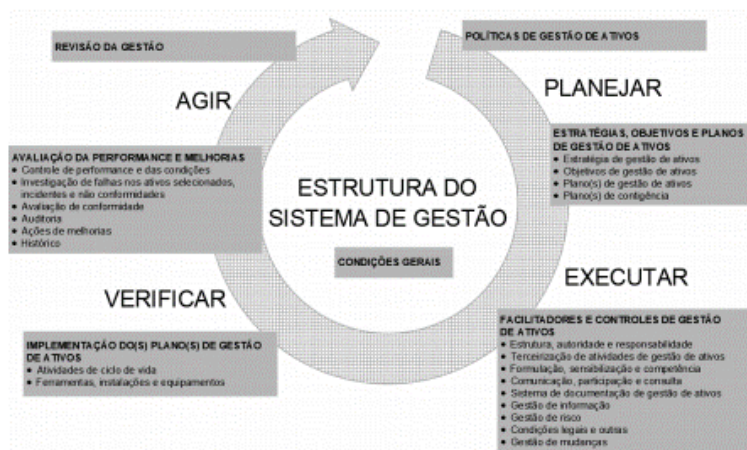 REVISÃO DA GESTÃO
POLÍTICAS DE GESTÃO DE ATIVOS
AGIR
PLANEJAR
AVALIAÇÃO DA PERFORMANCE E MELHORIAS
● Controle de performance e das condições
● Investigação de falhas nos ativos selecionados,
incidentes e não conformidades
● Avaliação de conformidade
● Auditoria
● Ações de melhorias
● Histórico
ESTRATÉGIAS, OBJETIVOS E PLANOS
DE GESTÃO DE ATIVOS
● Estratégia de gestão de ativos
● Objetivos de gestão de ativos
● Plano(s) de gestão de ativos
● Plano(s) de contigência
ESTRUTURA DO
SISTEMA DE GESTÃO
CONDIÇÕES GERAIS
VERIFICAR
EXECUTAR
IMPLEMENTAÇÃO DO(S) PLANO(S) DE GESTÃO
DE ATIVOS
● Atividades de ciclo de vida
● Ferramentas, instalações e equipamentos
FACILITADORES E CONTROLES DE GESTÃO
DE ATIVOS
● Estrutura, autoridade e responsabilidade
● Terceirização de atividades de gestão de ativos
● Formulação, sensibilização e competência
● Comunicação, participação e consulta
● Sistema de documentação de gestão de ativos
● Gestão de informação
● Gestão de risco
● Condições legais e outras
● Gestão de mudanças